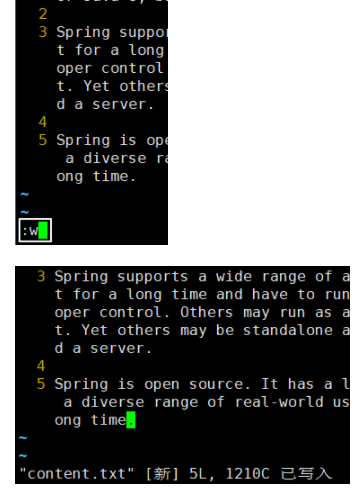 2
3 Spring suppor
t for a long
oper control
t. Yet others
d a server.
4
5 Spring is ope
a diverse ra
ong time.
~
~
:w
3 Spring supports a wide range of a
t for a long time and have to run
oper control. Others may run as a
t. Yet others may be standalone a
d a server.
4
5 Spring is open source. It has a l
a diverse range of real-world us
ong time.
~
~
"content.txt" [新] 5L, 1210C 已写入